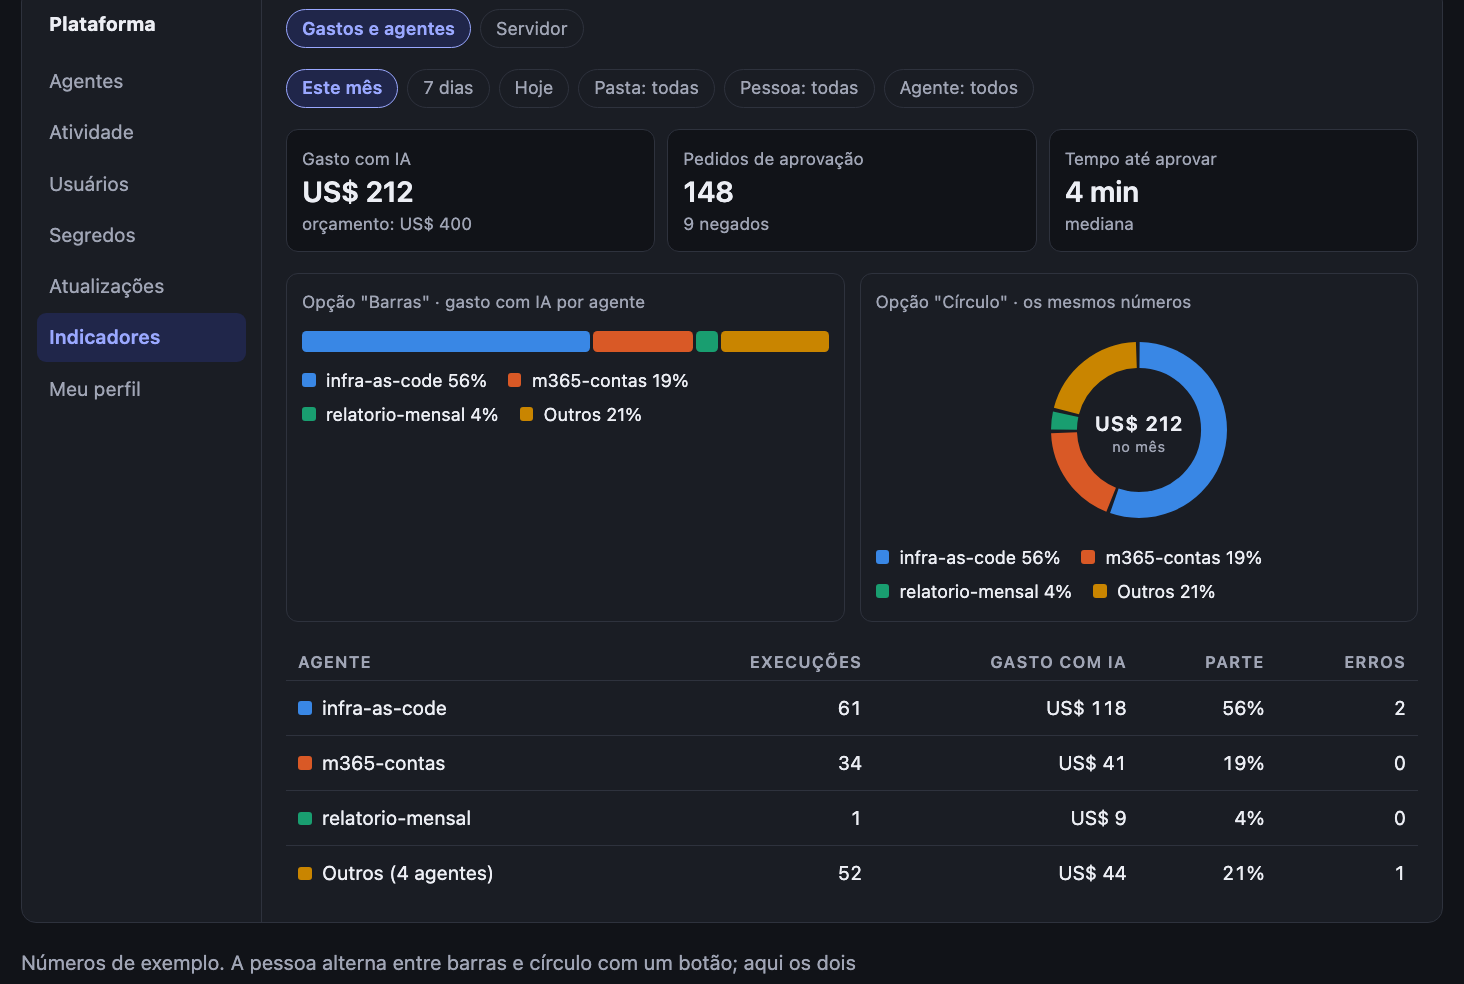 Plataforma
Agentes
Atividade
Usuários
Segredos
Atualizações
Indicadores
Meu perfil
Gastos e agentes
Servidor
Este mês
7 dias
Hoje
Pasta: todas
Pessoa: todas
Agente: todos
Gasto com IA
US$ 212
orçamento: US$ 400
Pedidos de aprovação
148
9 negados
Tempo até aprovar
4 min
mediana
Opção "Barras" · gasto com IA por agente
infra-as-code 56%
m365-contas 19%
relatorio-mensal 4%
Outros 21%
Opção "Círculo" · os mesmos números
US$ 212
no mês
infra-as-code 56%
m365-contas 19%
relatorio-mensal 4%
Outros 21%
AGENTE EXECUÇÕES GASTO COM IA PARTE ERROS
infra-as-code 61 US$ 118 56% 2
m365-contas 34 US$ 41 19% 0
relatorio-mensal 1 US$ 9 4% 0
Outros (4 agentes) 52 US$ 44 21% 1
Números de exemplo. A pessoa alterna entre barras e círculo com um botão; aqui os dois